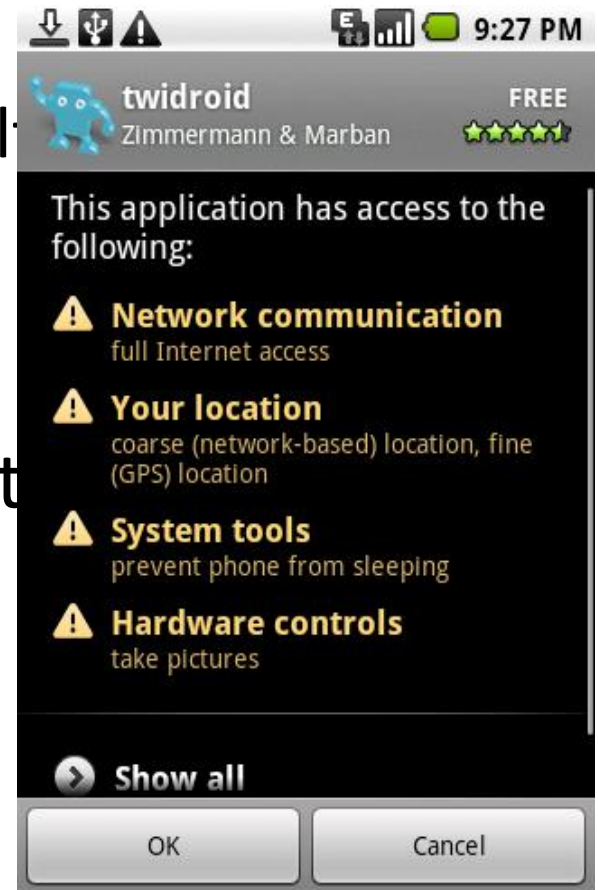 E
9:27 PM
twidroid
FREE
Zimmermann & Marban
This application has access to the
following:
Network communication
full Internet access
Your location
coarse (network-based) location, fine
(GPS) location
System tools
prevent phone from sleeping
Hardware controls
take pictures
Show all
OK
Cancel